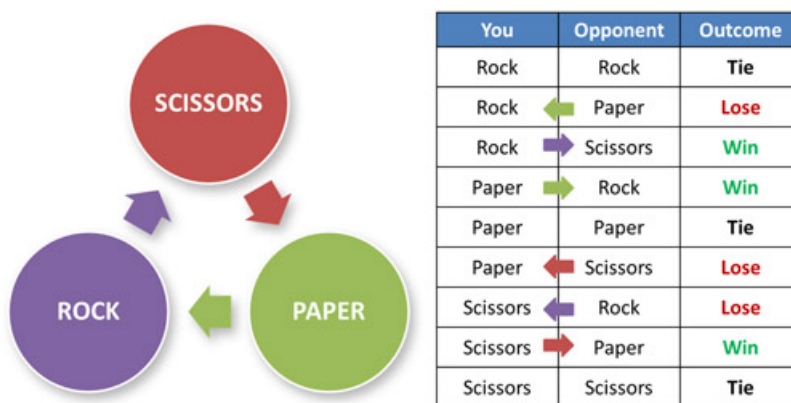 SCISSORS
ROCK
PAPER
You Opponent Outcome
Rock Rock Tie
Rock Paper Lose
Rock Scissors Win
Paper Rock Win
Paper Paper Tie
Paper Scissors Lose
Scissors Rock Lose
Scissors Paper Win
Scissors Scissors Tie